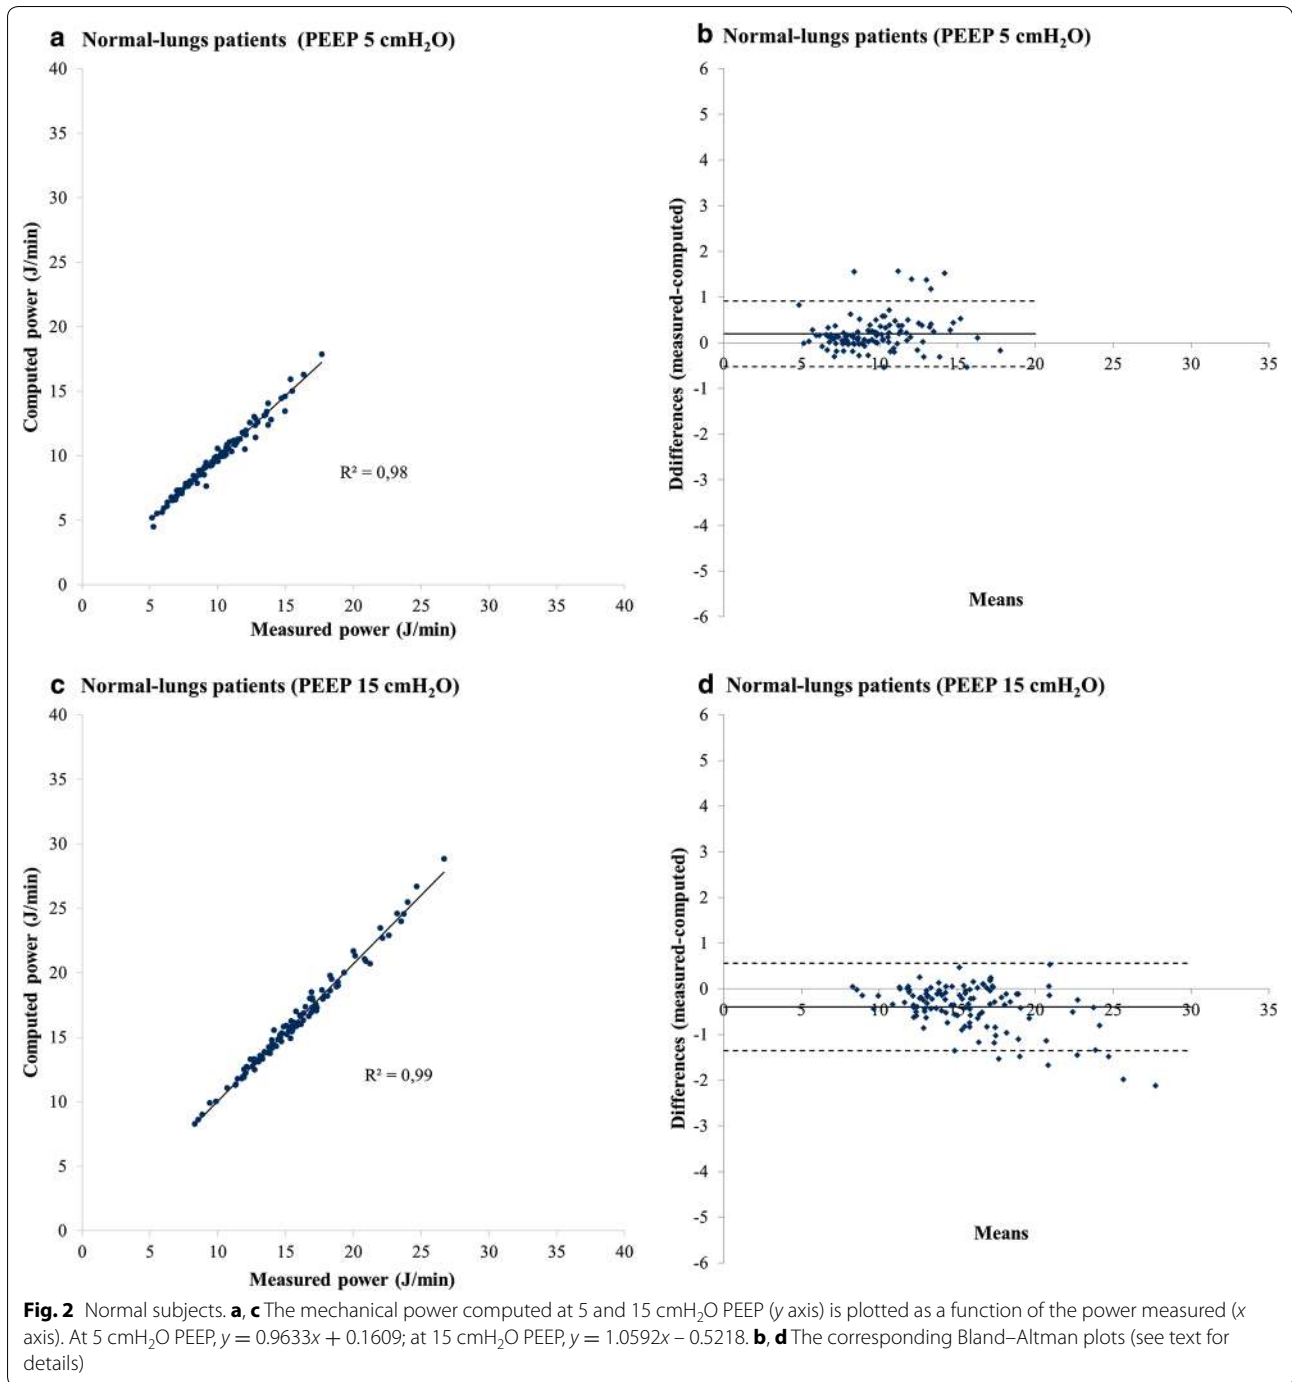 a Normal-lungs patients (PEEP 5 cmH₂O)
40
35
30
25
20
15
10
5
0
Computed power (J/min)
R² = 0,98
0 5 10 15 20 25 30 35 40
Measured power (J/min)
b Normal-lungs patients (PEEP 5 cmH₂O)
6
5
4
3
2
1
0
-1
-2
-3
-4
-5
-6
Ddifferences (measured-computed)
0 5 10 15 20 25 30 35
Means
c Normal-lungs patients (PEEP 15 cmH₂O)
40
35
30
25
20
15
10
5
0
Computed power (J/min)
R² = 0,99
0 5 10 15 20 25 30 35 40
Measured power (J/min)
d Normal-lungs patients (PEEP 15 cmH₂O)
6
5
4
3
2
1
0
-1
-2
-3
-4
-5
-6
Differences (measured-computed)
0 5 10 15 20 25 30 35
Means
Fig. 2 Normal subjects. a, c The mechanical power computed at 5 and 15 cmH₂O PEEP (y axis) is plotted as a function of the power measured (x
axis). At 5 cmH₂O PEEP, y = 0.9633x + 0.1609; at 15 cmH₂O PEEP, y = 1.0592x – 0.5218. b, d The corresponding Bland–Altman plots (see text for
details)